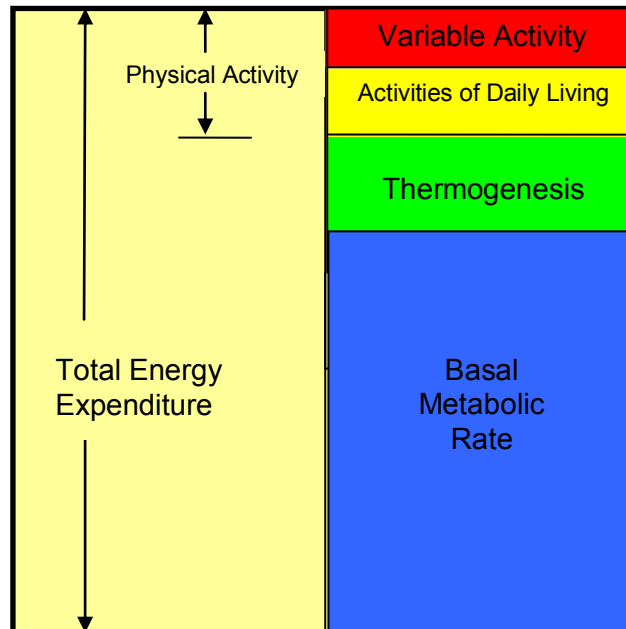 Variable Activity
Physical Activity
Activities of Daily Living
Thermogenesis
Total Energy
Expenditure
Basal
Metabolic
Rate